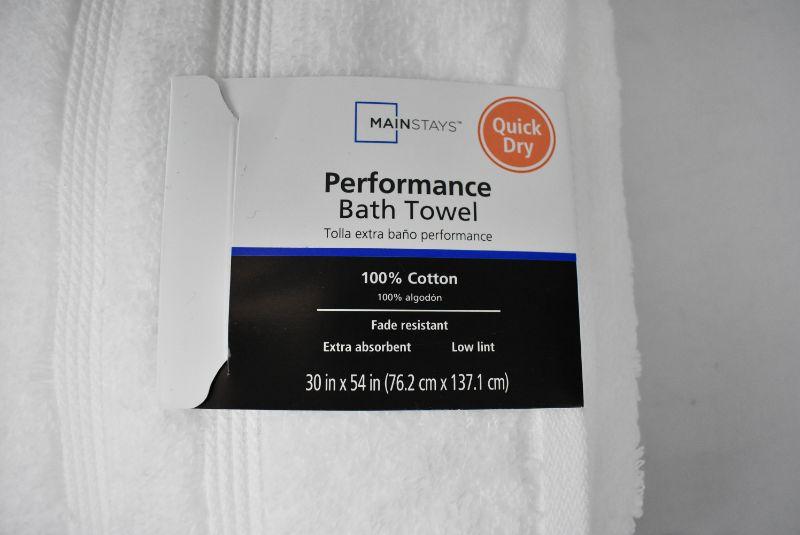 MAINSTAYS™
Quick
Dry
Performance
Bath Towel
Tolla extra baño performance
100% Cotton
100% algodón
Fade resistant
Extra absorbent Low lint
30 in x 54 in (76.2 cm x 137.1 cm)